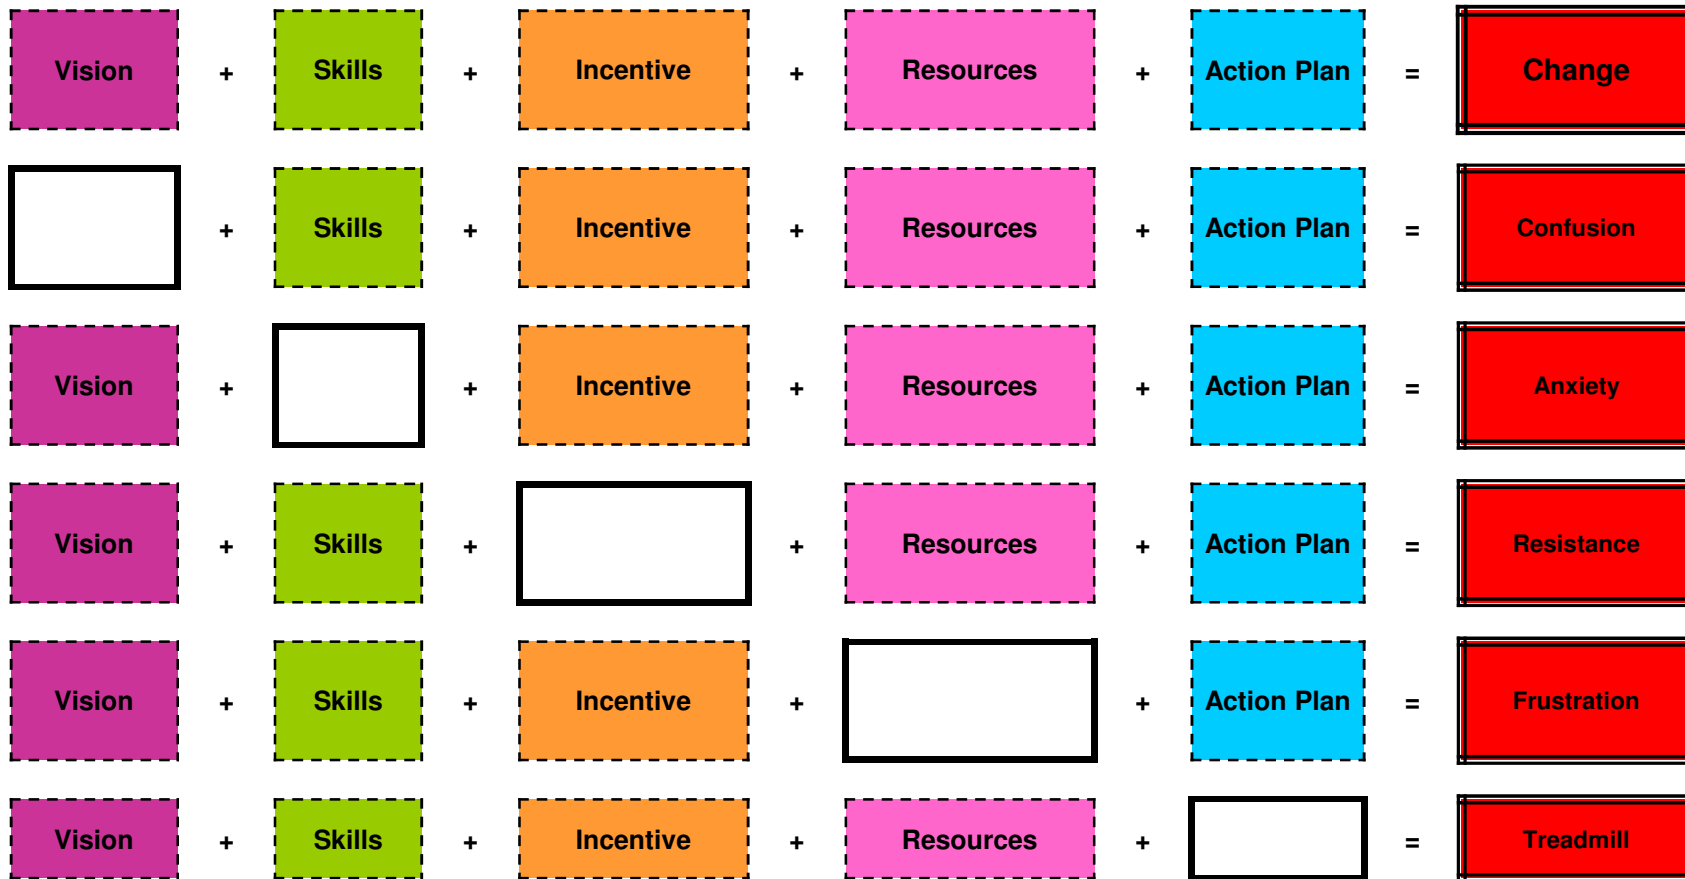 Vision + Skills + Incentive + Resources + Action Plan = Change
+ Skills + Incentive + Resources + Action Plan = Confusion
Vision + + Incentive + Resources + Action Plan = Anxiety
Vision + Skills + + Resources + Action Plan = Resistance
Vision + Skills + Incentive + + Action Plan = Frustration
Vision + Skills + Incentive + Resources + = Treadmill